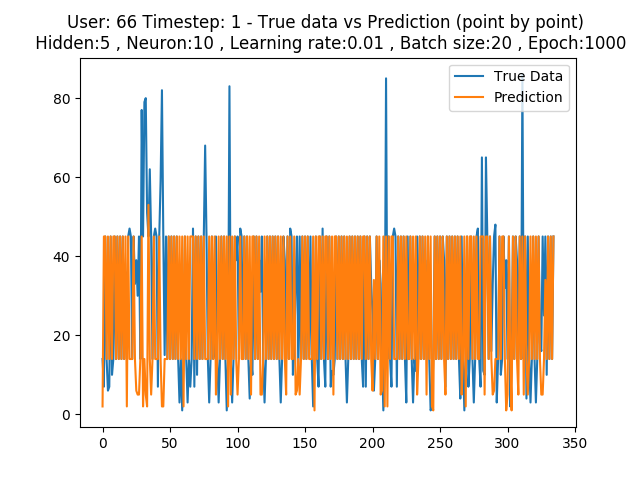 User: 66 Timestep: 1 - True data vs Prediction (point by point)
Hidden:5 , Neuron:10 , Learning rate:0.01 , Batch size:20 , Epoch:1000
True Data
Prediction
80
60
40
20
0
0 50 100 150 200 250 300 350